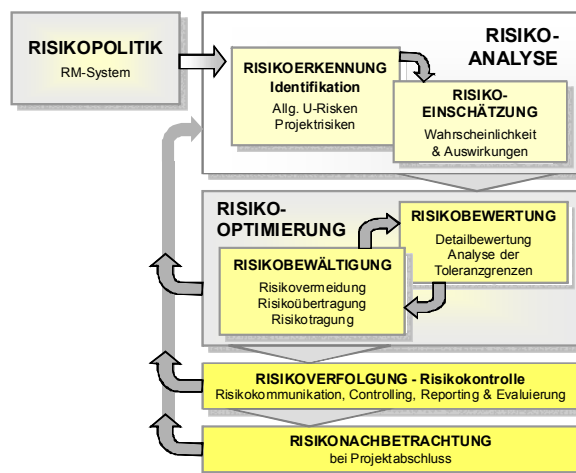 RISIKOPOLITIK
RM-System
RISIKO-
ANALYSE
RISIKOERKENNUNG
Identifikation
Allg. U-Risken
Projektrisiken
RISIKO-
EINSCHÄTZUNG
Wahrscheinlichkeit
& Auswirkungen
RISIKO-
OPTIMIERUNG
RISIKOBEWERTUNG
Detailbewertung
Analyse der
Toleranzgrenzen
RISIKOBEWÄLTIGUNG
Risikovermeidung
Risikoübertragung
Risikotragung
RISIKOVERFOLGUNG - Risikokontrolle
Risikokommunikation, Controlling, Reporting & Evaluierung
RISIKONACHBETRACHTUNG
bei Projektabschluss